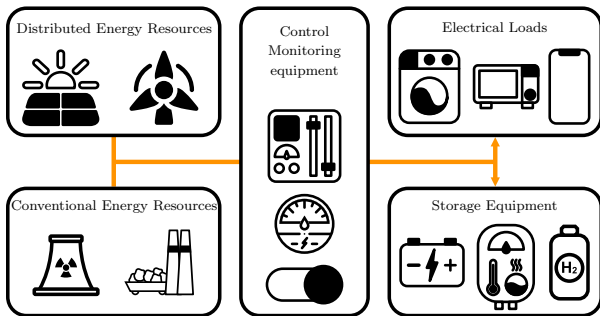 Distributed Energy Resources
Control
Monitoring
equipment
Electrical Loads
Conventional Energy Resources
Storage Equipment
H₂